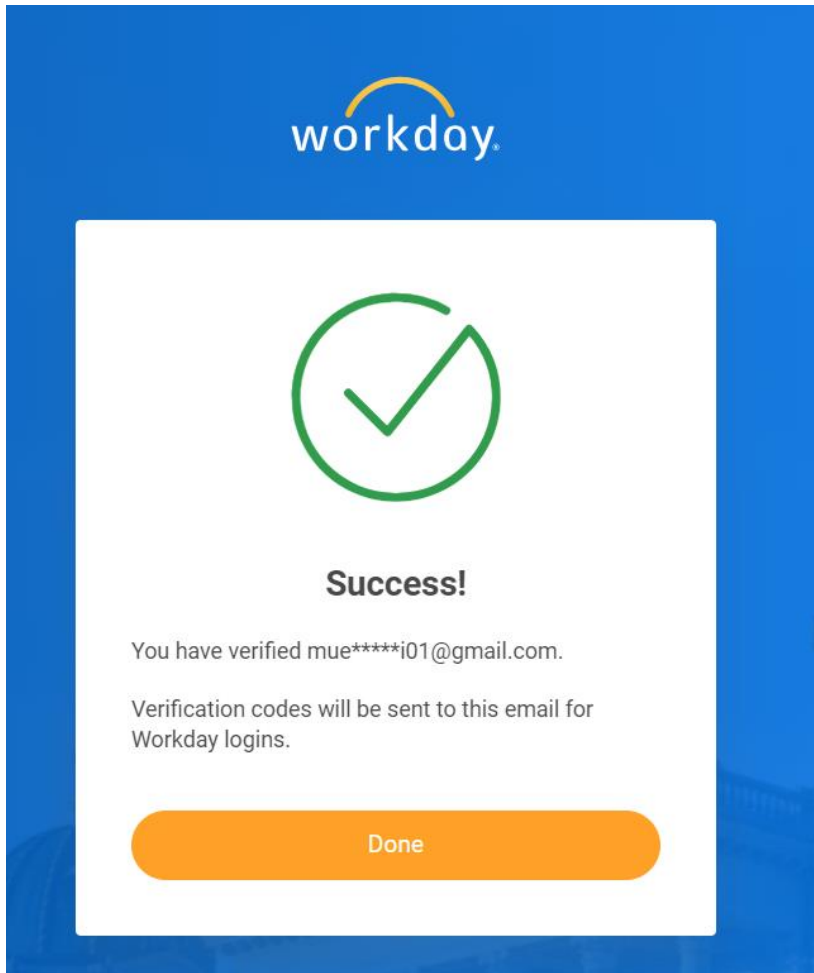 workday®
Success!
You have verified mue*****i01@gmail.com.
Verification codes will be sent to this email for
Workday logins.
Done